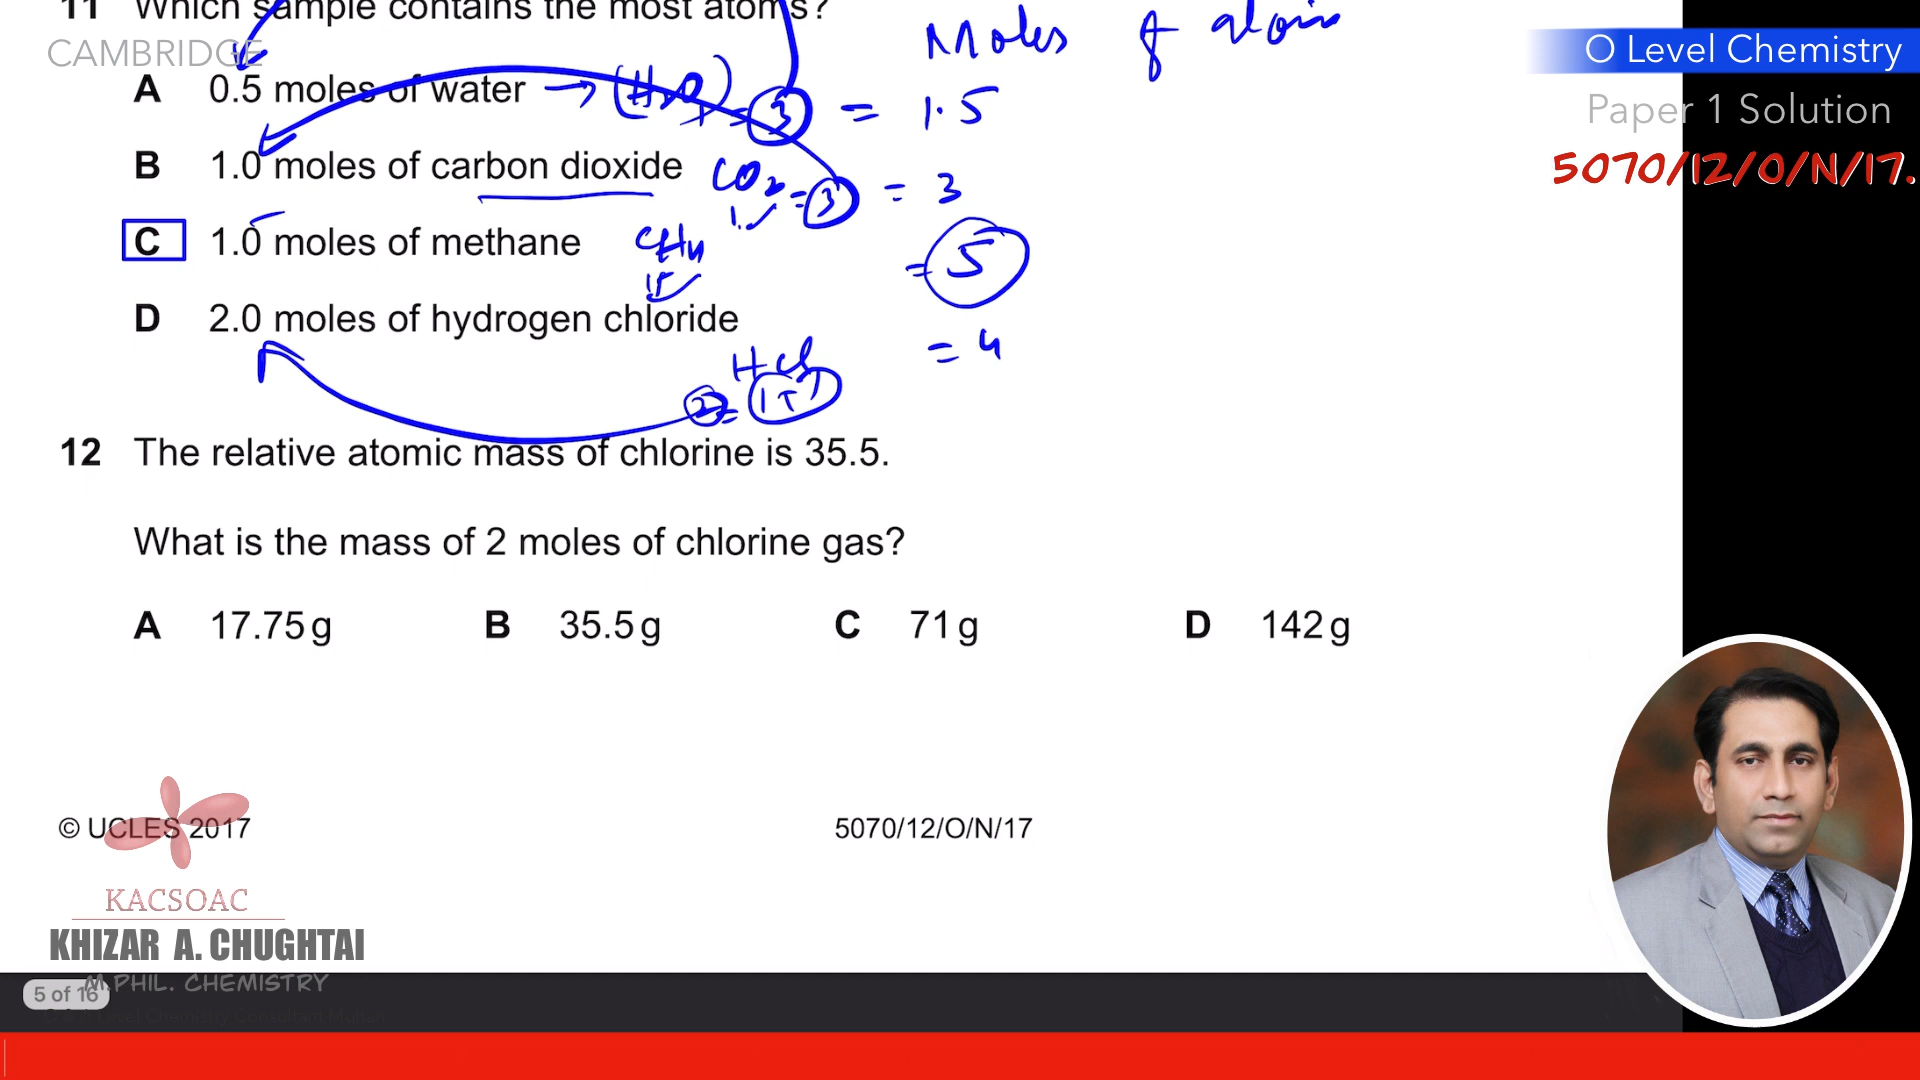 11 Which sample contains the most atoms?
Moles of atoms
CAMBRIDGE
O Level Chemistry
A 0.5 moles of water → (H2O) = 3 = 1.5
Paper 1 Solution
B 1.0 moles of carbon dioxide CO2 = 3 = 3
5070/12/O/N/17.
C 1.0 moles of methane CH4 = 5
D 2.0 moles of hydrogen chloride = 4
HCl
2 =
12 The relative atomic mass of chlorine is 35.5.
What is the mass of 2 moles of chlorine gas?
A 17.75 g B 35.5 g C 71 g D 142 g
© UCLES 2017 5070/12/O/N/17
KACSOAC
KHIZAR A. CHUGHTAI
M.PHIL. CHEMISTRY
5 of 16